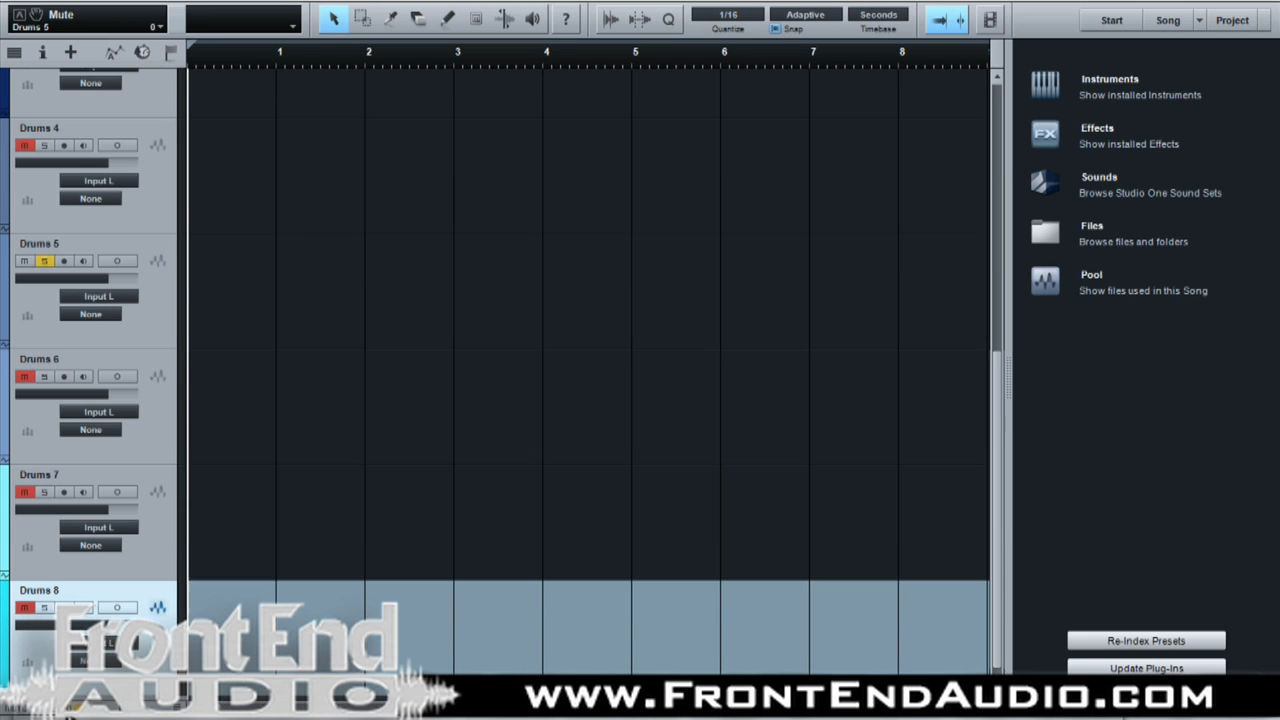 Mute
Drums 5
0
1/16
Quantize
Adaptive
Snap
Seconds
Timebase
Start
Song
Project
1 2 3 4 5 6 7 8
None
Drums 4
M S
Input L
None
Drums 5
M S
Input L
None
Drums 6
M S
Input L
None
Drums 7
M S
Input L
None
Drums 8
M
Instruments
Show installed Instruments
FX
Effects
Show installed Effects
Sounds
Browse Studio One Sound Sets
Files
Browse files and folders
Pool
Show files used in this Song
Re-Index Presets
Update Plug-Ins
FrontEnd
AUDIO
www.FrontEndAudio.com